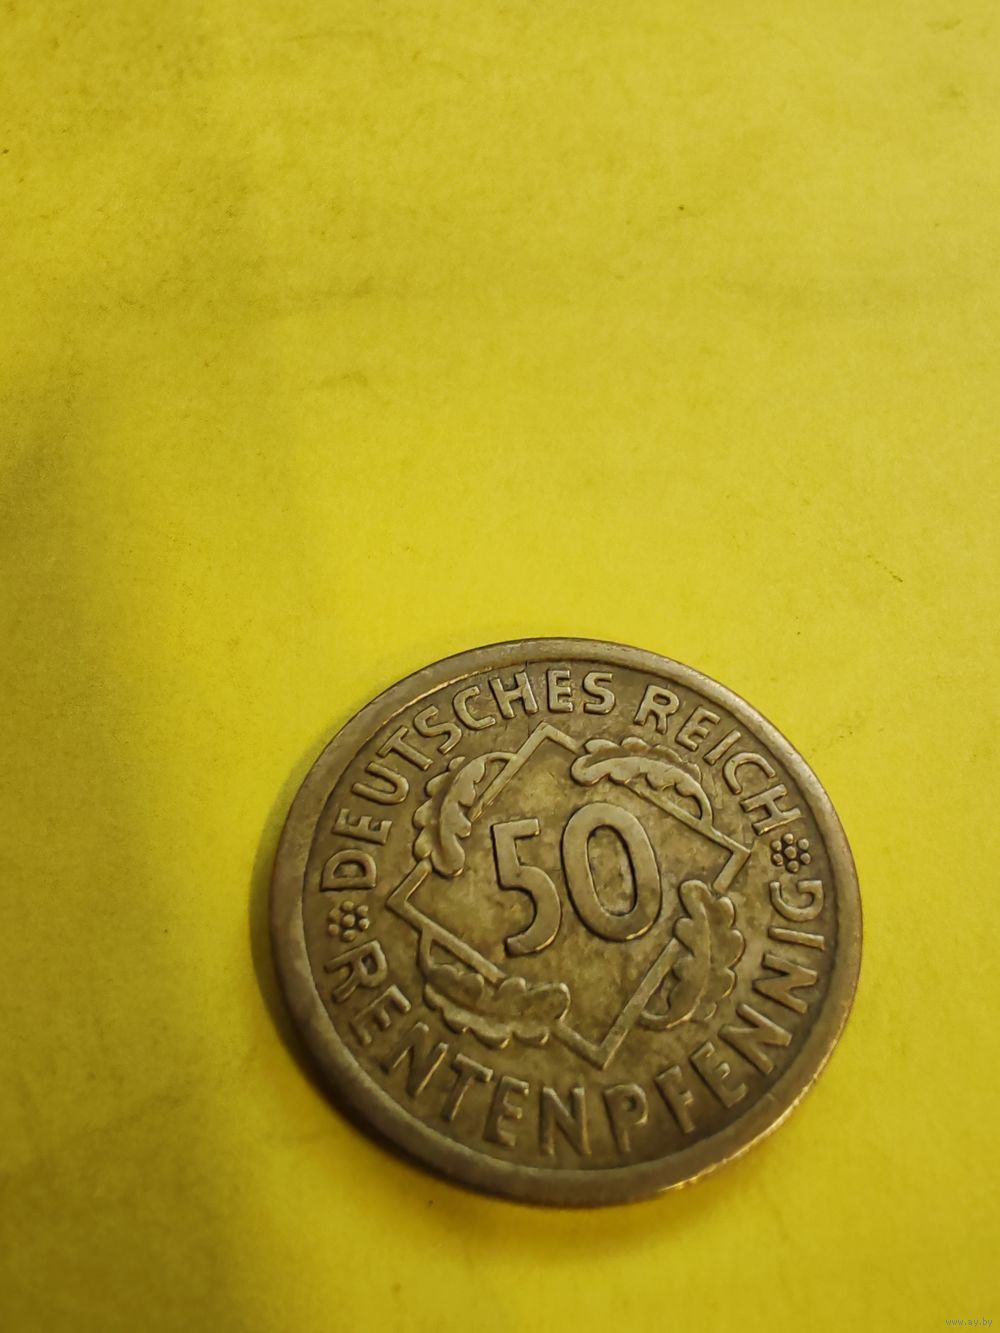 DEUTSCHES REICH
50
RENTENPFENNIG
www.ay.by